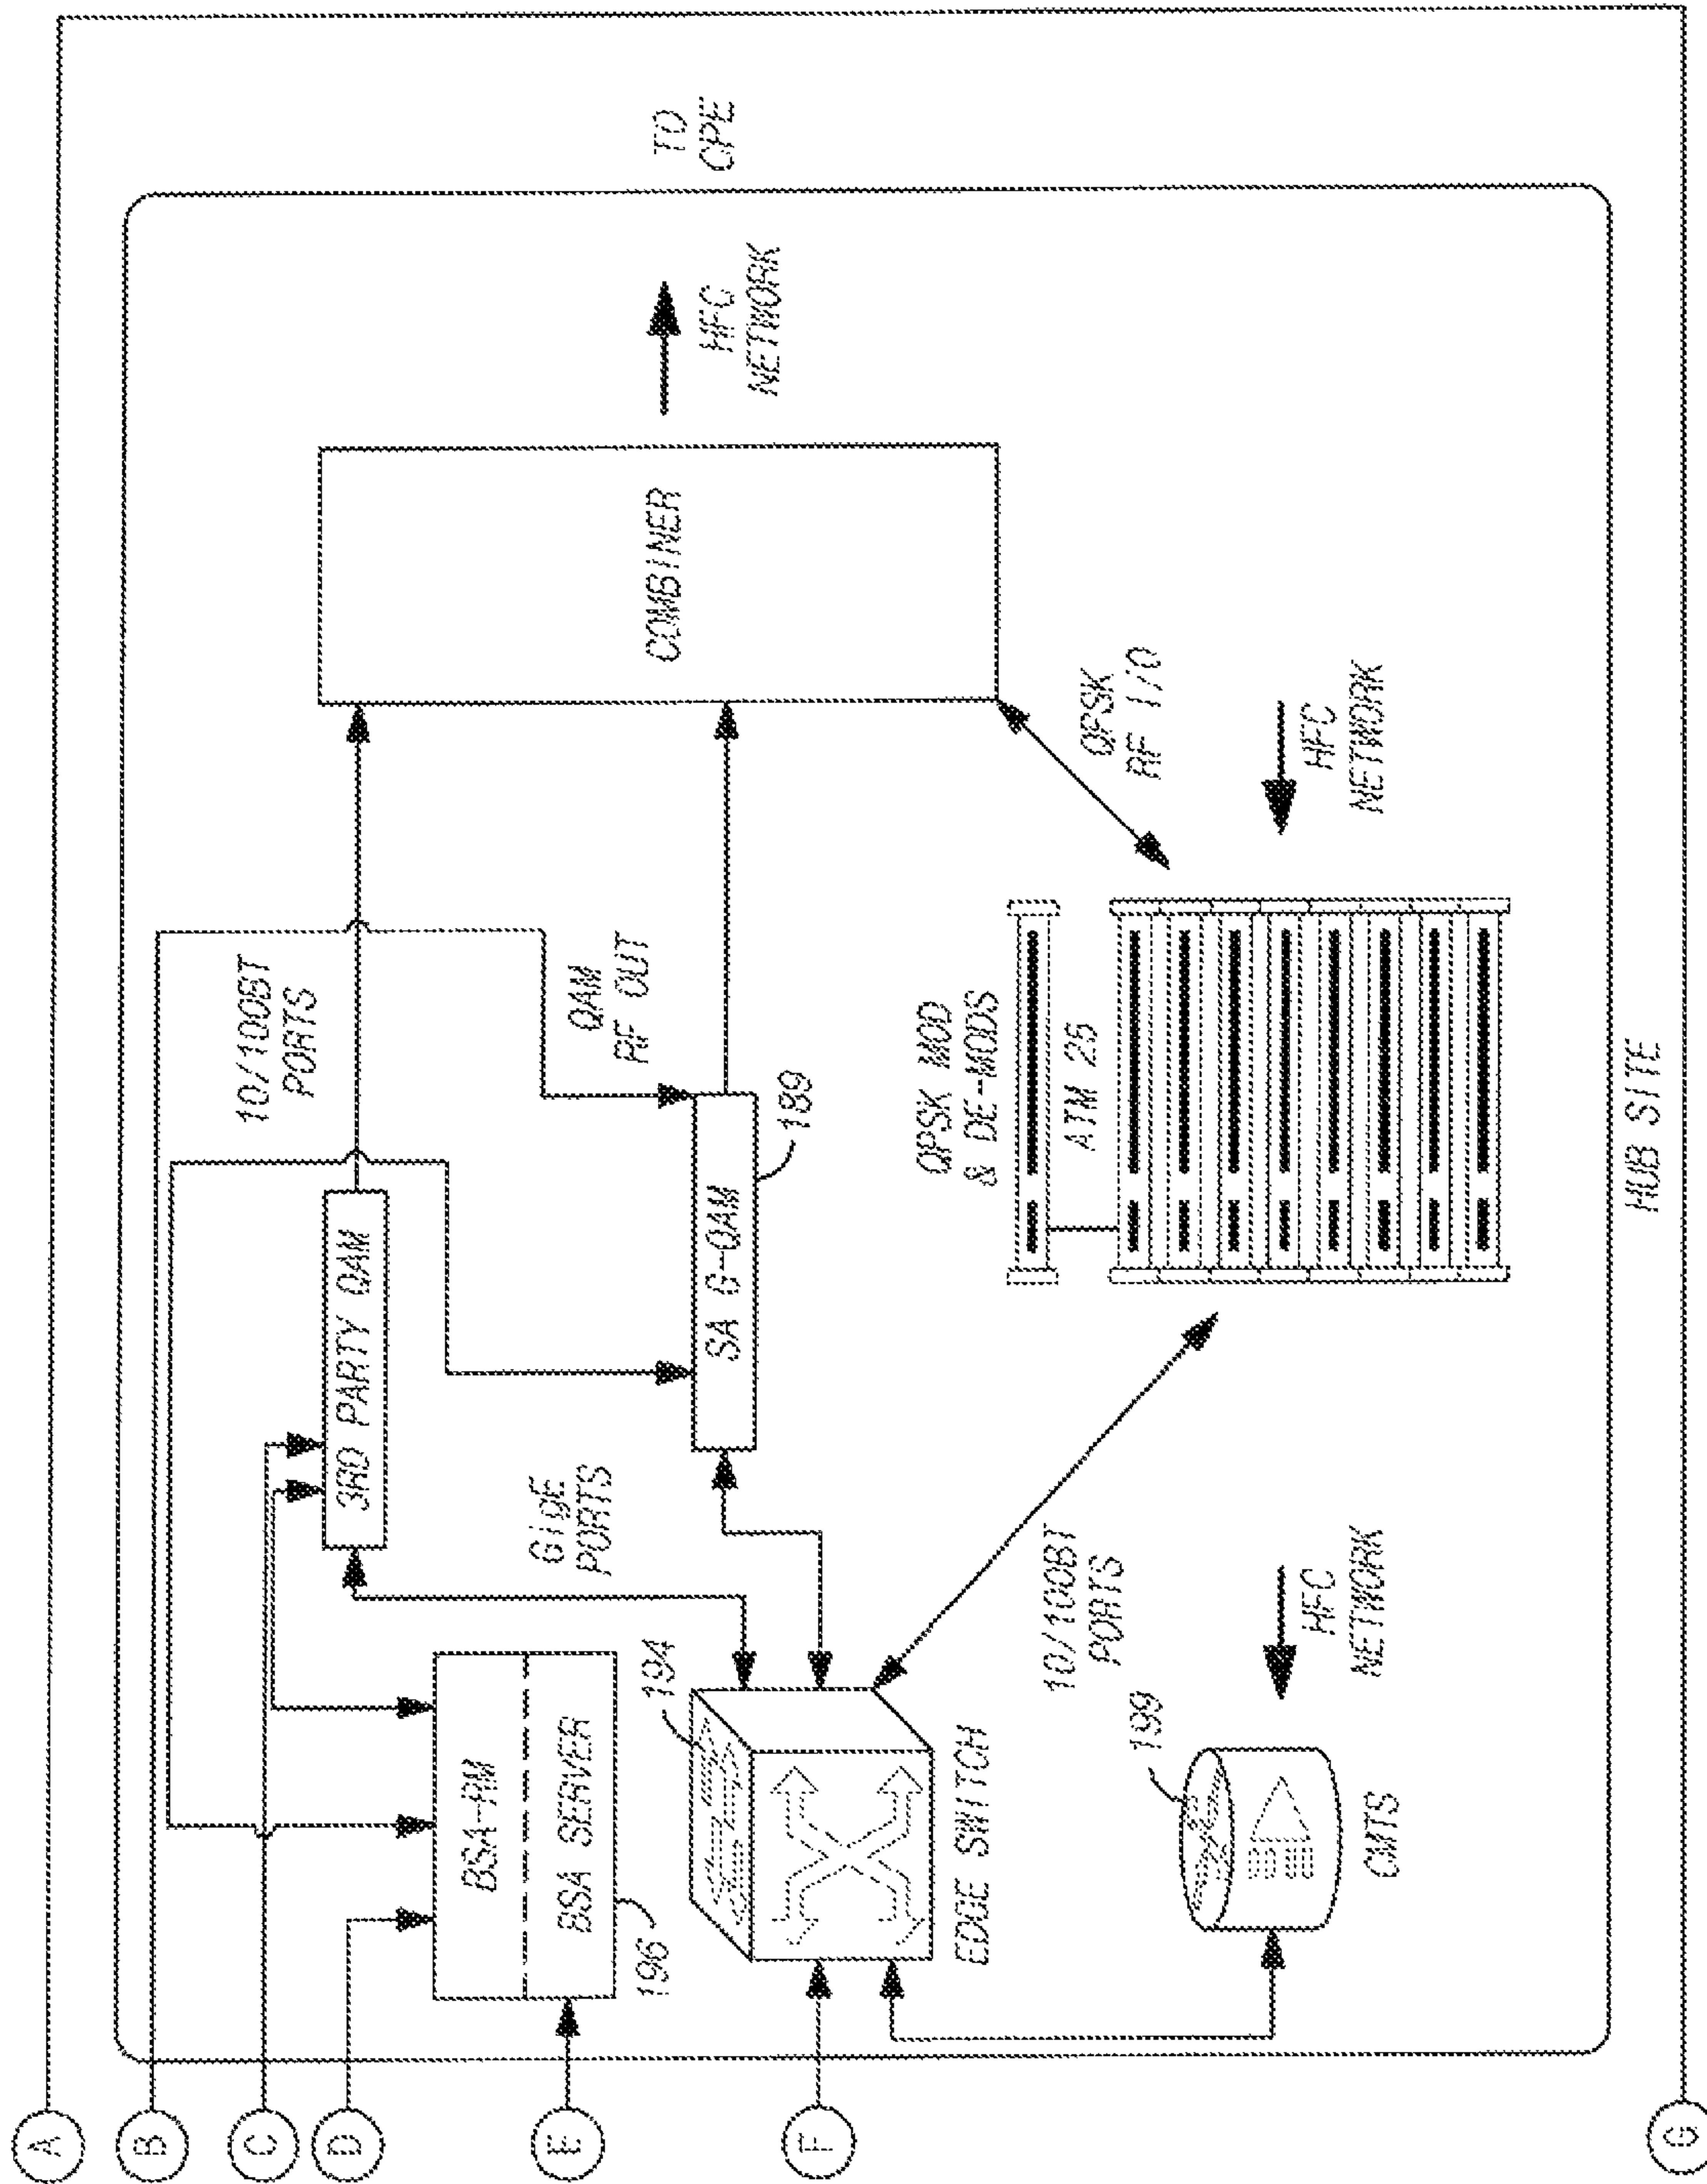 A
B
C
D
E
F
G
10/100BT
PORTS
3RD PARTY QAM
BSA-RM
BSA SERVER
196
GigE
PORTS
QAM
RF OUT
SA G-QAM
189
194
EDGE SWITCH
COMBINER
HFC
NETWORK
TO
CPE
QPSK
RF I/O
QPSK MOD
& DE-MODS
ATM 25
10/100BT
PORTS
199
CMTS
HFC
NETWORK
HFC
NETWORK
HUB SITE